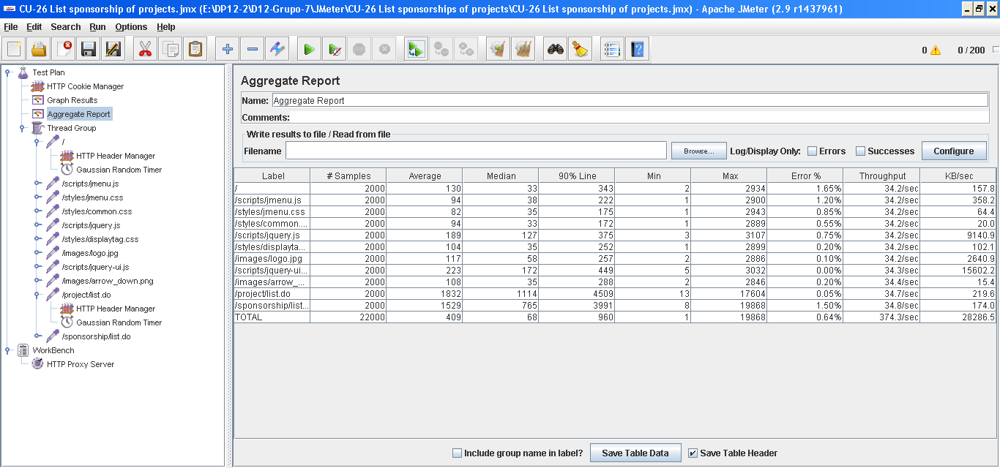 CU-26 List sponsorship of projects.jmx (E:\DP12-2\D12-Grupo-7\JMeter\CU-26 List sponsorships of projects\CU-26 List sponsorship of projects.jmx) - Apache JMeter (2.9 r1437961)
File Edit Search Run Options Help
0 0 / 200
Test Plan
HTTP Cookie Manager
Graph Results
Aggregate Report
Thread Group
/
HTTP Header Manager
Gaussian Random Timer
/scripts/jmenu.js
/styles/jmenu.css
/styles/common.css
/scripts/jquery.js
/styles/displaytag.css
/images/logo.jpg
/scripts/jquery-ui.js
/images/arrow_down.png
/project/list.do
HTTP Header Manager
Gaussian Random Timer
/sponsorship/list.do
WorkBench
HTTP Proxy Server
Aggregate Report
Name: Aggregate Report
Comments:
Write results to file / Read from file
Filename Browse... Log/Display Only: Errors Successes Configure
Label # Samples Average Median 90% Line Min Max Error % Throughput KB/sec
/ 2000 130 33 343 2 2934 1.65% 34.2/sec 157.8
/scripts/jmenu.js 2000 94 38 222 1 2900 1.20% 34.2/sec 358.2
/styles/jmenu.css 2000 82 35 175 1 2943 0.85% 34.2/sec 64.4
/styles/common.... 2000 94 33 172 1 2889 0.55% 34.2/sec 20.0
/scripts/jquery.js 2000 189 127 375 3 3107 0.75% 34.2/sec 9140.9
/styles/displayta... 2000 104 35 252 1 2899 0.20% 34.2/sec 102.1
/images/logo.jpg 2000 117 58 257 2 2886 0.10% 34.2/sec 2640.9
/scripts/jquery-ui... 2000 223 172 449 5 3032 0.00% 34.3/sec 15602.2
/images/arrow_... 2000 108 35 288 2 2846 0.20% 34.4/sec 15.4
/project/list.do 2000 1832 1114 4509 13 17604 0.05% 34.7/sec 219.6
/sponsorship/list... 2000 1529 765 3991 8 19868 1.50% 34.8/sec 174.0
TOTAL 22000 409 68 960 1 19868 0.64% 374.3/sec 28286.5
Include group name in label? Save Table Data Save Table Header